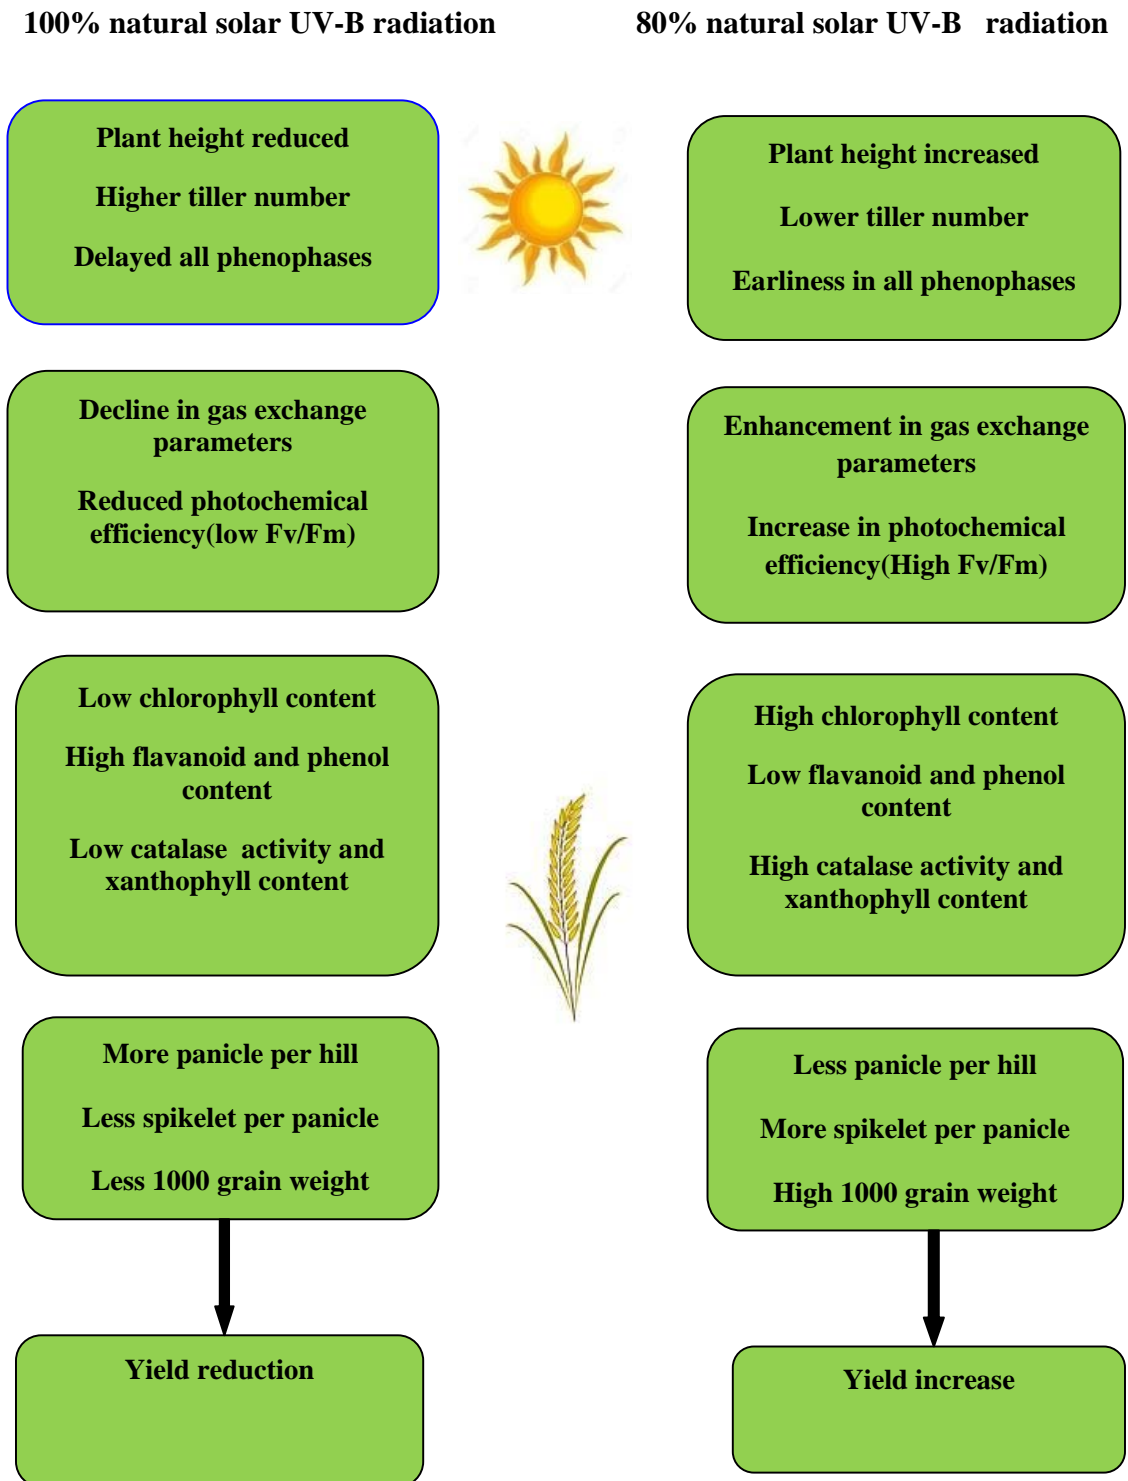 100% natural solar UV-B radiation
80% natural solar UV-B radiation
Plant height reduced
Higher tiller number
Delayed all phenophases
Plant height increased
Lower tiller number
Earliness in all phenophases
Decline in gas exchange
parameters
Reduced photochemical
efficiency(low Fv/Fm)
Enhancement in gas exchange
parameters
Increase in photochemical
efficiency(High Fv/Fm)
Low chlorophyll content
High flavanoid and phenol
content
Low catalase activity and
xanthophyll content
High chlorophyll content
Low flavanoid and phenol
content
High catalase activity and
xanthophyll content
More panicle per hill
Less spikelet per panicle
Less 1000 grain weight
Less panicle per hill
More spikelet per panicle
High 1000 grain weight
Yield reduction
Yield increase